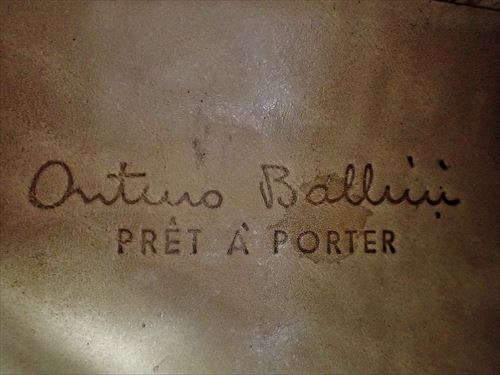 Arturo Ballini
PRÊT À PORTER